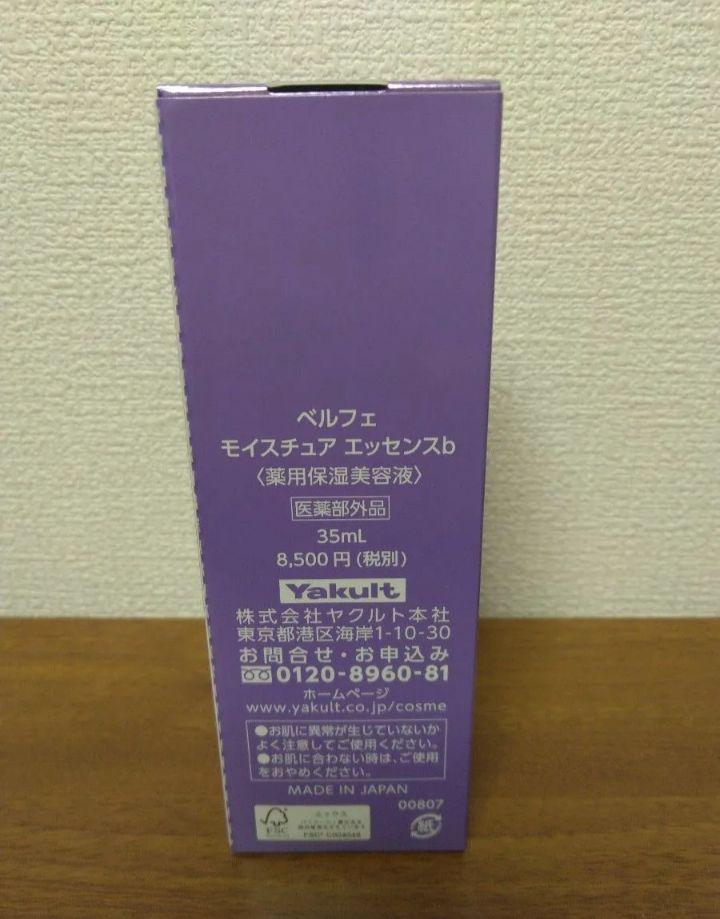 ベルフェ
モイスチュア エッセンスb
〈薬用保湿美容液〉
医薬部外品
35mL
8,500円(税別)
Yakult
株式会社ヤクルト本社
東京都港区海岸1-10-30
お問合せ・お申込み
0120-8960-81
ホームページ
www.yakult.co.jp/cosme
●お肌に異常が生じていないか
よく注意してご使用ください。
●お肌に合わない時は、ご使用
をおやめください。
MADE IN JAPAN
00807
ミックス
FSC
紙